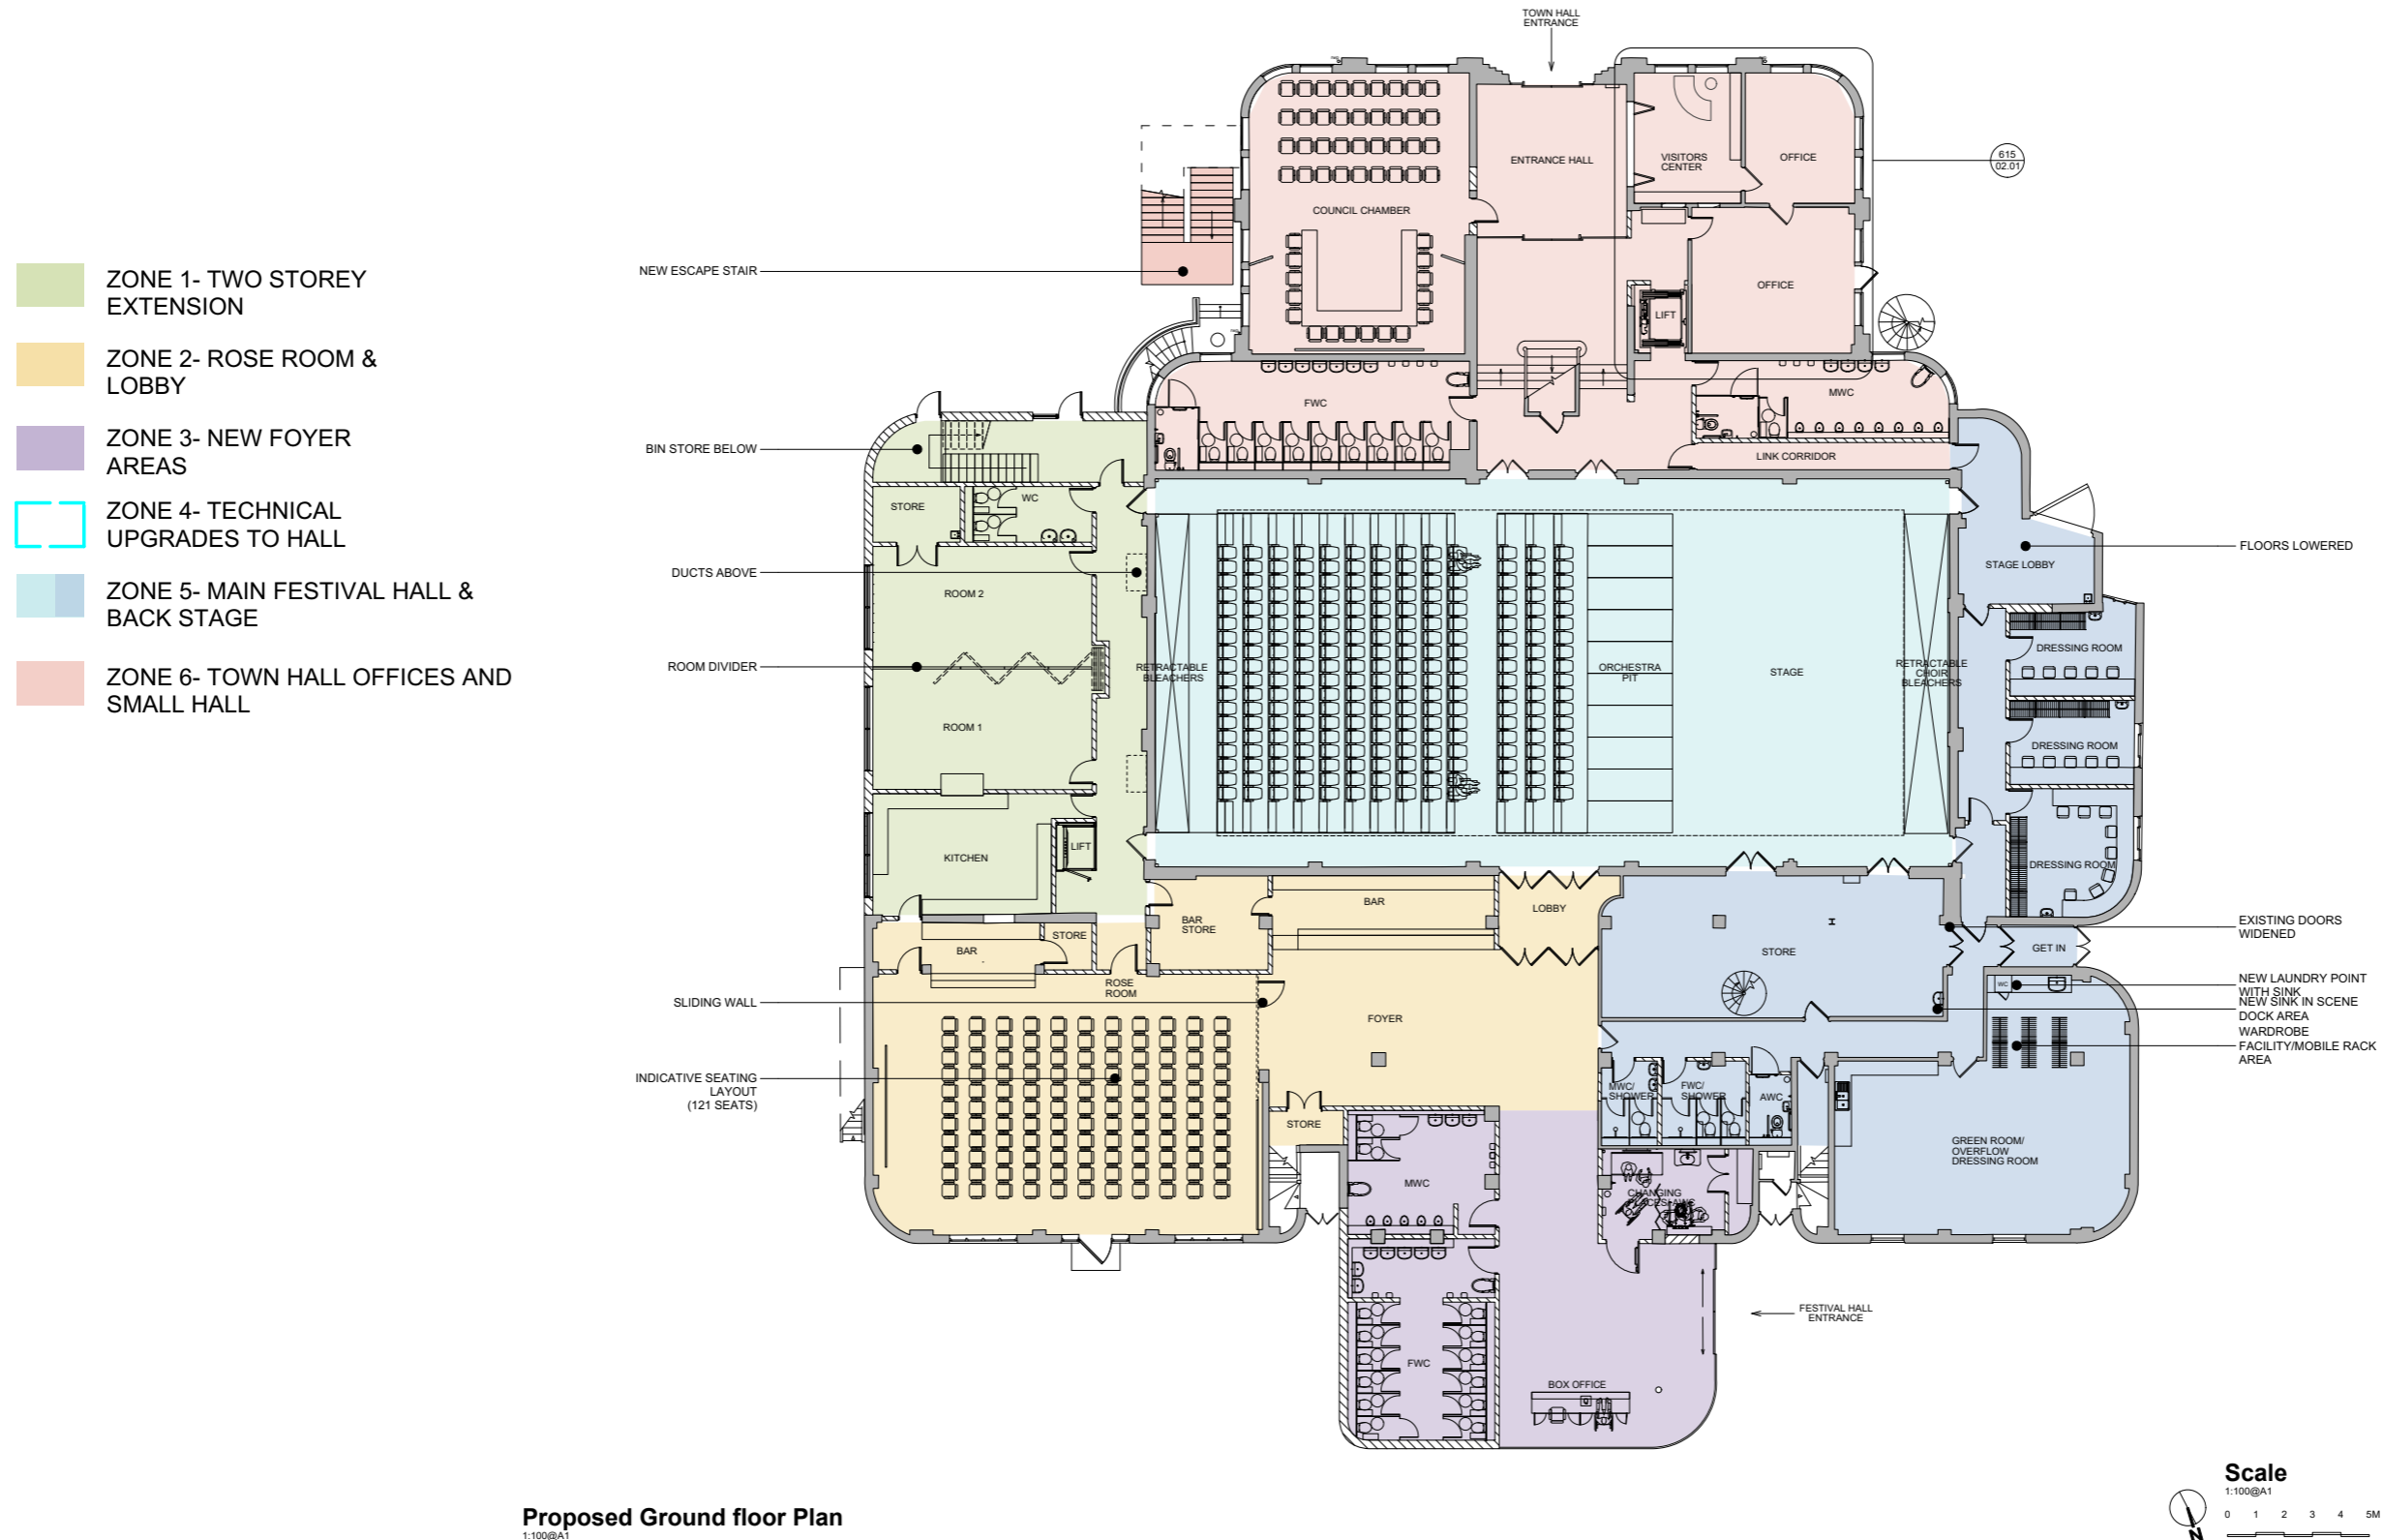 TOWN HALL
ENTRANCE
ZONE 1- TWO STOREY
EXTENSION
ZONE 2- ROSE ROOM &
LOBBY
ZONE 3- NEW FOYER
AREAS
ZONE 4- TECHNICAL
UPGRADES TO HALL
ZONE 5- MAIN FESTIVAL HALL &
BACK STAGE
ZONE 6- TOWN HALL OFFICES AND
SMALL HALL
ENTRANCE HALL
VISITORS
CENTER
OFFICE
615
02.01
COUNCIL CHAMBER
NEW ESCAPE STAIR
OFFICE
LIFT
FWC
MWC
LINK CORRIDOR
BIN STORE BELOW
STORE
WC
DUCTS ABOVE
ROOM 2
ROOM DIVIDER
ROOM 1
KITCHEN
LIFT
RETRACTABLE
BLEACHERS
ORCHESTRA
PIT
STAGE
RETRACTABLE
CHOIR
BLEACHERS
FLOORS LOWERED
STAGE LOBBY
DRESSING ROOM
DRESSING ROOM
DRESSING ROOM
BAR
STORE
BAR
STORE
BAR
LOBBY
STORE
EXISTING DOORS
WIDENED
GET IN
WC
NEW LAUNDRY POINT
WITH SINK
NEW SINK IN SCENE
DOCK AREA
WARDROBE
FACILITY/MOBILE RACK
AREA
ROSE
ROOM
SLIDING WALL
FOYER
INDICATIVE SEATING
LAYOUT
(121 SEATS)
STORE
MWC/
SHOWER
FWC/
SHOWER
AWC
GREEN ROOM/
OVERFLOW
DRESSING ROOM
MWC
CHANGING
FWC
FESTIVAL HALL
ENTRANCE
BOX OFFICE
Proposed Ground floor Plan
1:100@A1
Scale
1:100@A1
0 1 2 3 4 5M
N